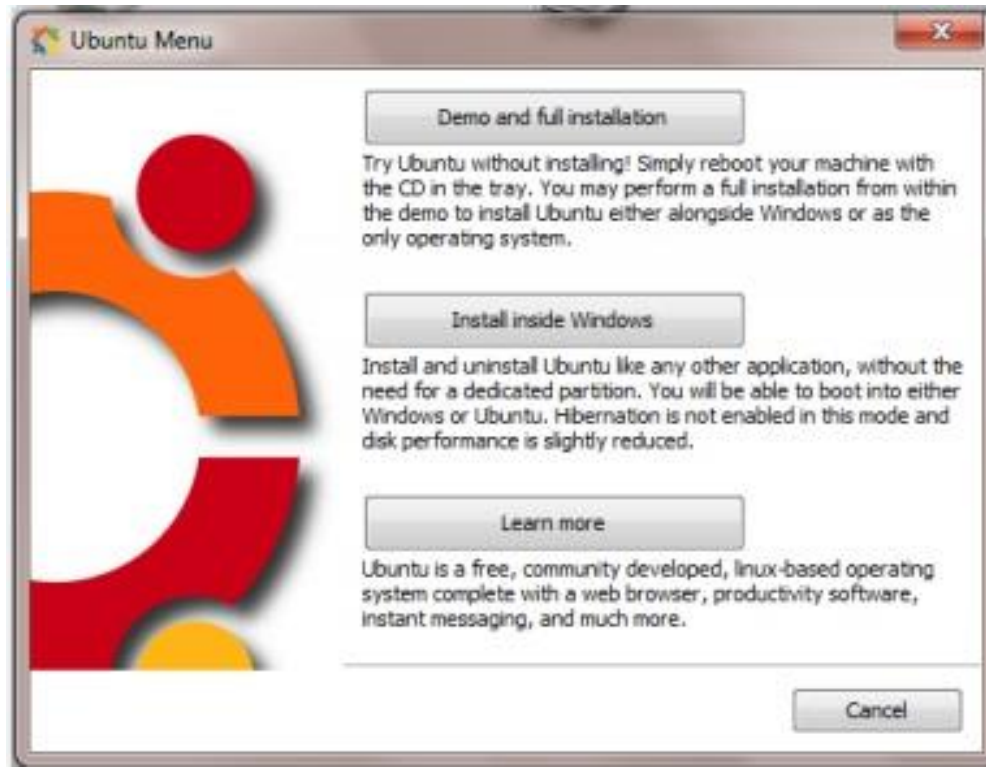 Ubuntu Menu
Demo and full installation
Try Ubuntu without installing! Simply reboot your machine with
the CD in the tray. You may perform a full installation from within
the demo to install Ubuntu either alongside Windows or as the
only operating system.
Install inside Windows
Install and uninstall Ubuntu like any other application, without the
need for a dedicated partition. You will be able to boot into either
Windows or Ubuntu. Hibernation is not enabled in this mode and
disk performance is slightly reduced.
Learn more
Ubuntu is a free, community developed, linux-based operating
system complete with a web browser, productivity software,
instant messaging, and much more.
Cancel